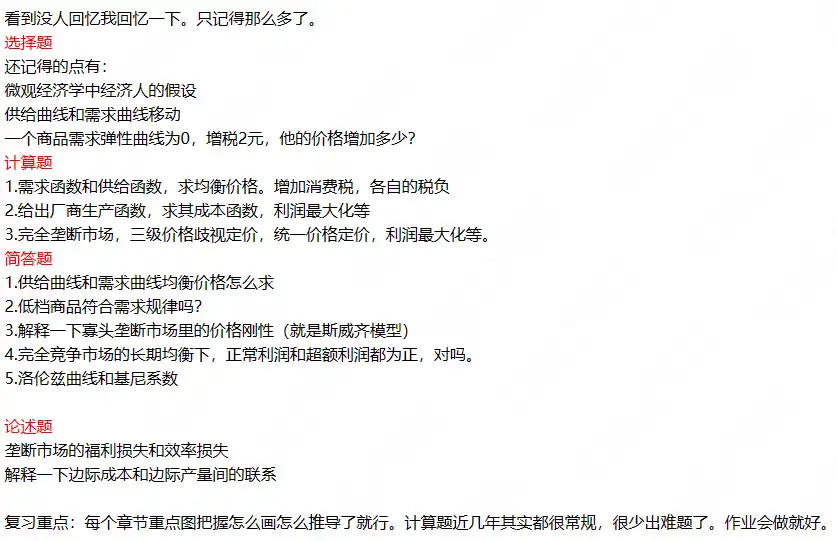 看到没人回忆我回忆一下。只记得那么多了。
选择题
还记得的点有：
微观经济学中经济人的假设
供给曲线和需求曲线移动
一个商品需求弹性曲线为0，增税2元，他的价格增加多少？
计算题
1.需求函数和供给函数，求均衡价格。增加消费税，各自的税负
2.给出厂商生产函数，求其成本函数，利润最大化等
3.完全垄断市场，三级价格歧视定价，统一价格定价，利润最大化等。
简答题
1.供给曲线和需求曲线均衡价格怎么求
2.低档商品符合需求规律吗？
3.解释一下寡头垄断市场里的价格刚性（就是斯威齐模型）
4.完全竞争市场的长期均衡下，正常利润和超额利润都为正，对吗。
5.洛伦兹曲线和基尼系数
论述题
垄断市场的福利损失和效率损失
解释一下边际成本和边际产量间的联系
复习重点：每个章节重点图把握怎么画怎么推导了就行。计算题近几年其实都很常规，很少出难题了。作业会做就好。